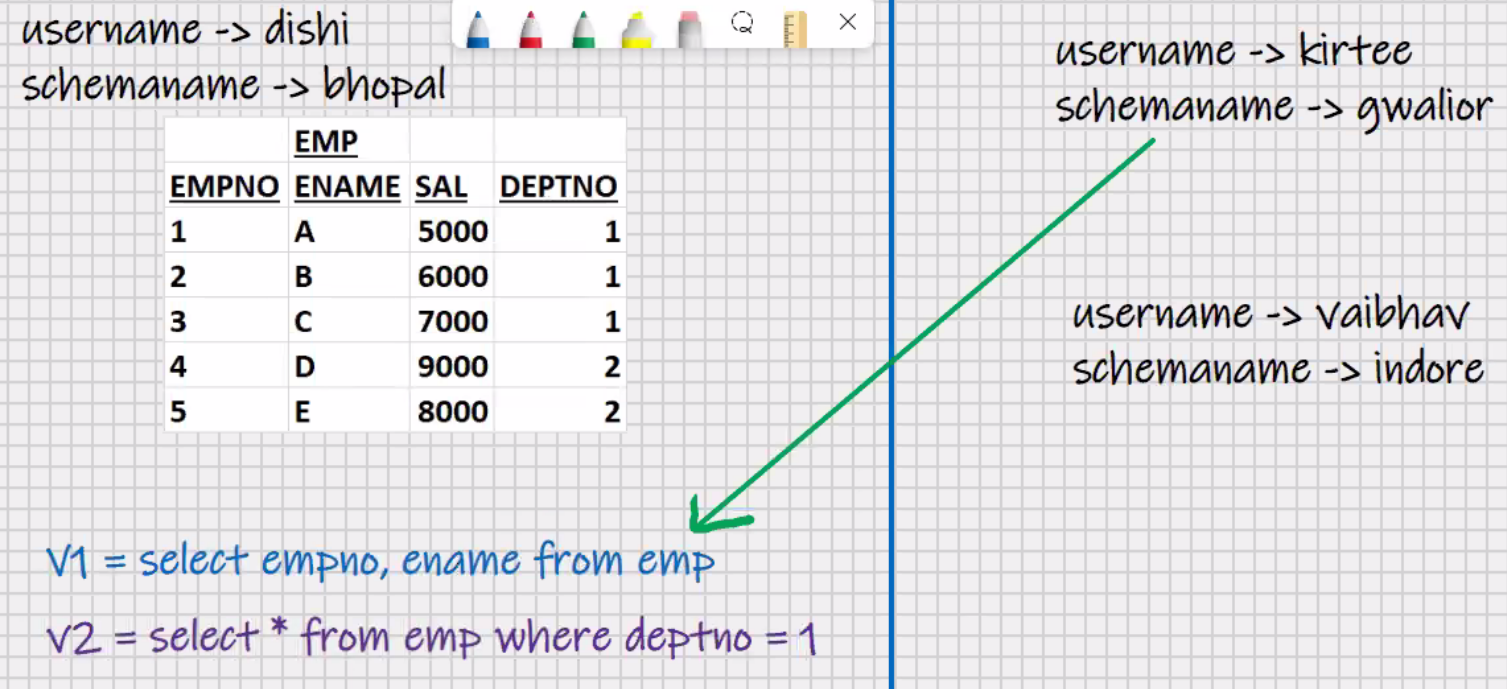 username -> dishi
schemaname -> bhopal
EMP
EMPNO ENAME SAL DEPTNO
1 A 5000 1
2 B 6000 1
3 C 7000 1
4 D 9000 2
5 E 8000 2
V1 = select empno, ename from emp
V2 = select * from emp where deptno = 1
username -> kirtee
schemaname -> gwalior
username -> vaibhav
schemaname -> indore